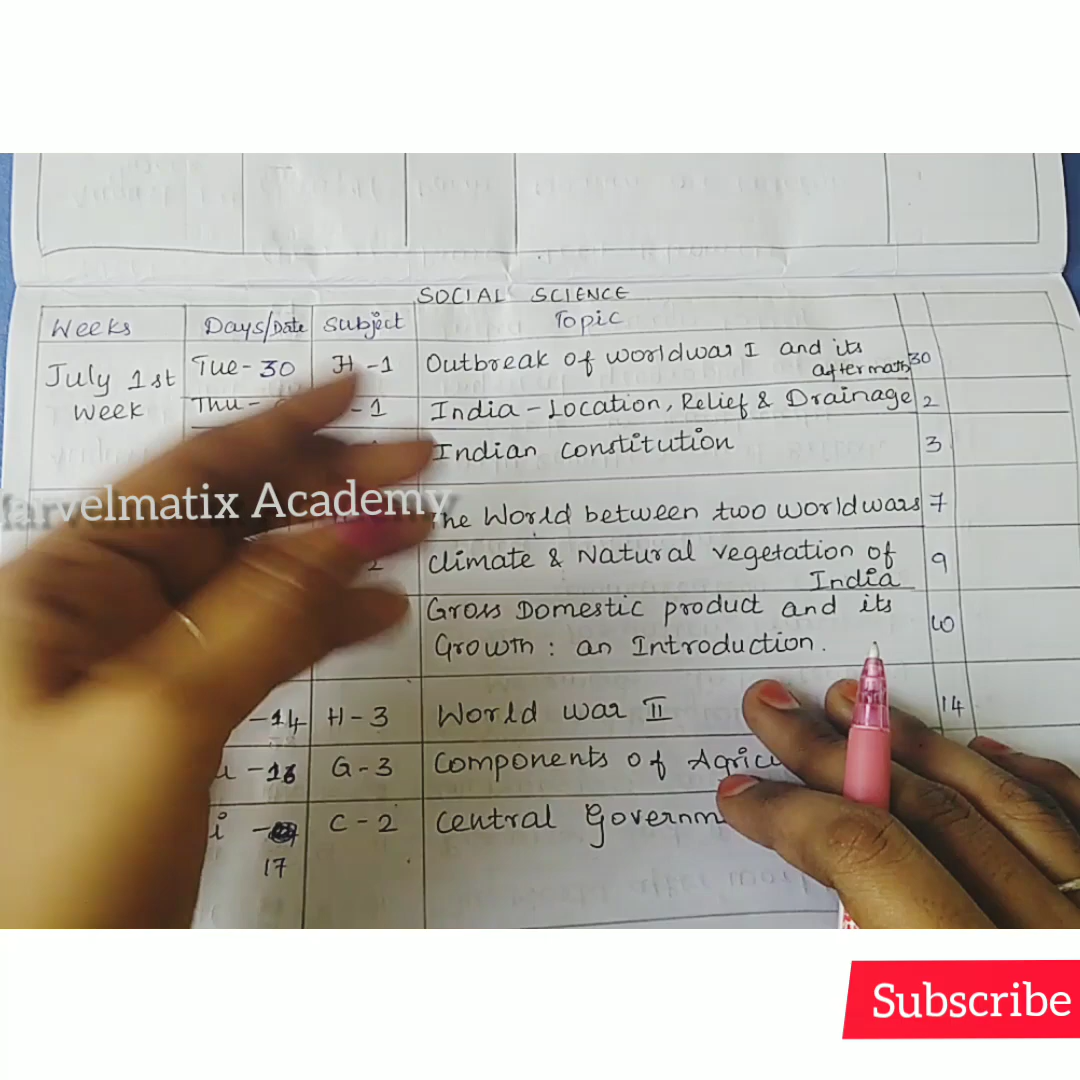 SOCIAL SCIENCE
Weeks Days/Date Subject Topic
July 1st Week
Tue-30 H-1 Outbreak of worldwar I and its aftermath 30
Thu- -1 India - Location, Relief & Drainage 2
Indian constitution 3
Marvelmatix Academy
The World between two worldwars 7
2 Climate & Natural vegetation of India 9
Gross Domestic product and its
Growth : an Introduction. 10
-14 H-3 World war II 14
-16 G-3 Components of
i - C-2 Central
17
Subscribe